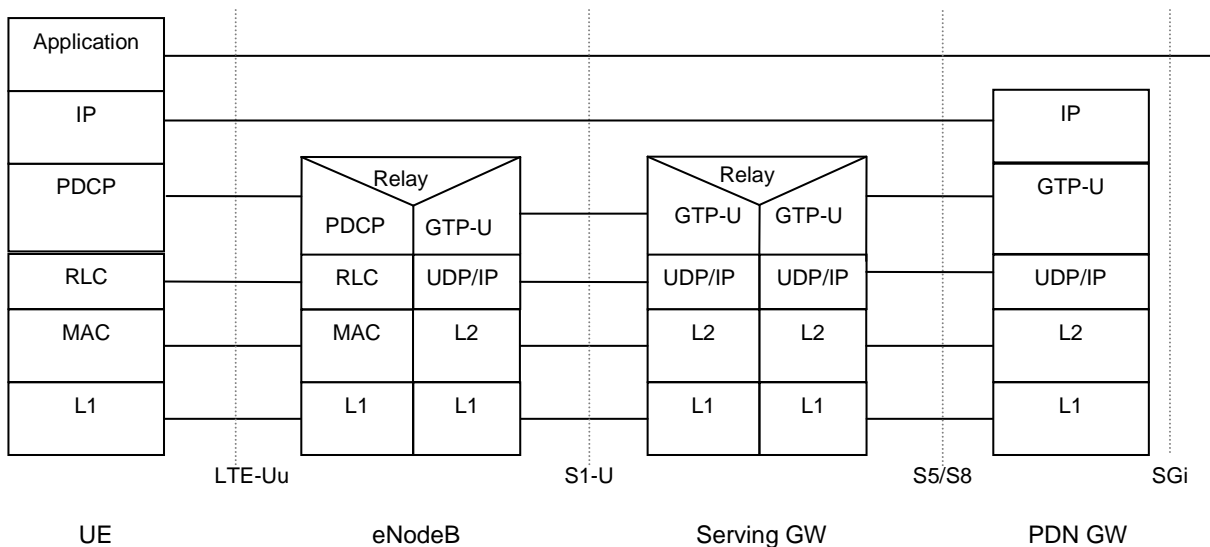 Application
IP
IP
PDCP
Relay
Relay
GTP-U
PDCP
GTP-U
GTP-U
GTP-U
RLC
RLC
UDP/IP
UDP/IP
UDP/IP
UDP/IP
MAC
MAC
L2
L2
L2
L2
L1
L1
L1
L1
L1
L1
LTE-Uu
S1-U
S5/S8
SGi
UE
eNodeB
Serving GW
PDN GW